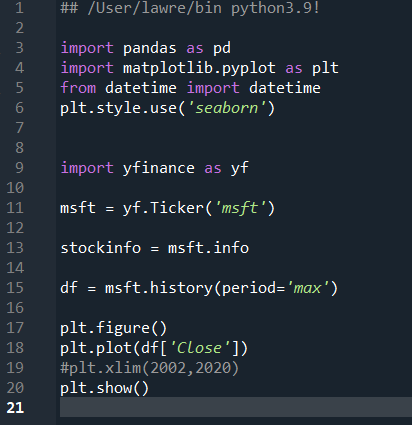 1 ## /User/lawre/bin python3.9!
2
3 import pandas as pd
4 import matplotlib.pyplot as plt
5 from datetime import datetime
6 plt.style.use('seaborn')
7
8
9 import yfinance as yf
10
11 msft = yf.Ticker('msft')
12
13 stockinfo = msft.info
14
15 df = msft.history(period='max')
16
17 plt.figure()
18 plt.plot(df['Close'])
19 #plt.xlim(2002,2020)
20 plt.show()
21